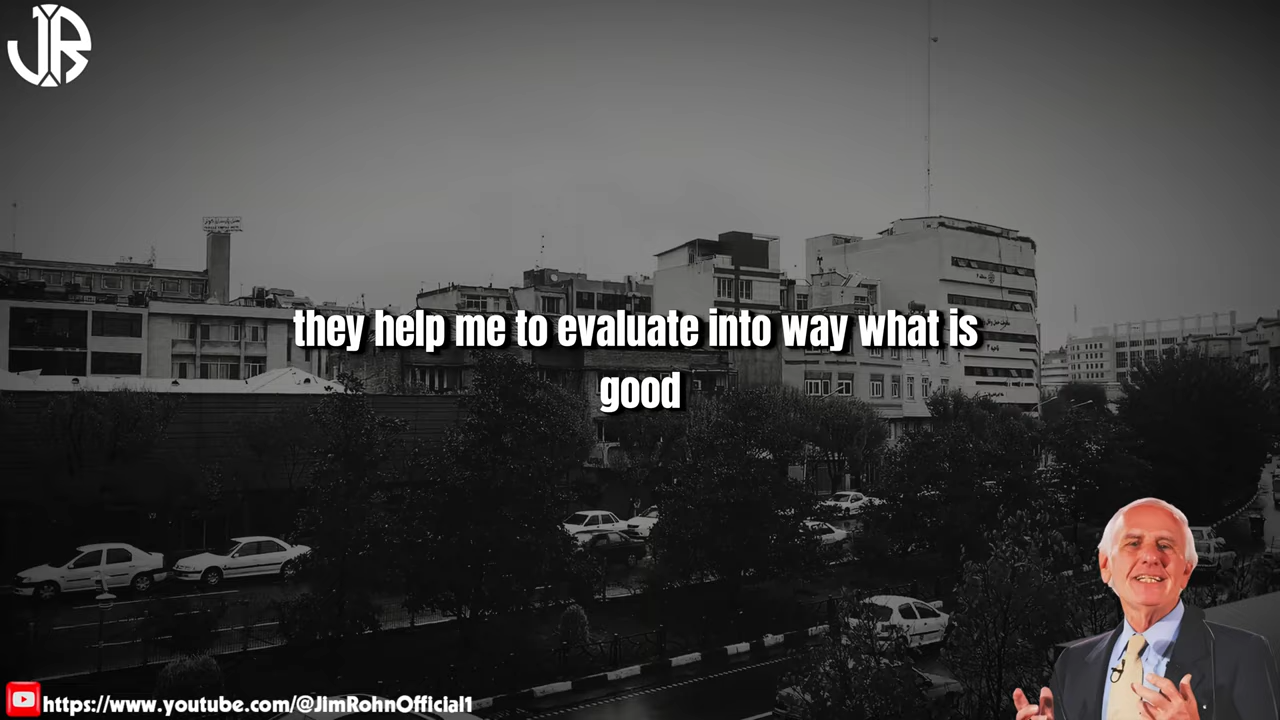 JR
they help me to evaluate into way what is
good
https://www.youtube.com/@JimRohnOfficial1